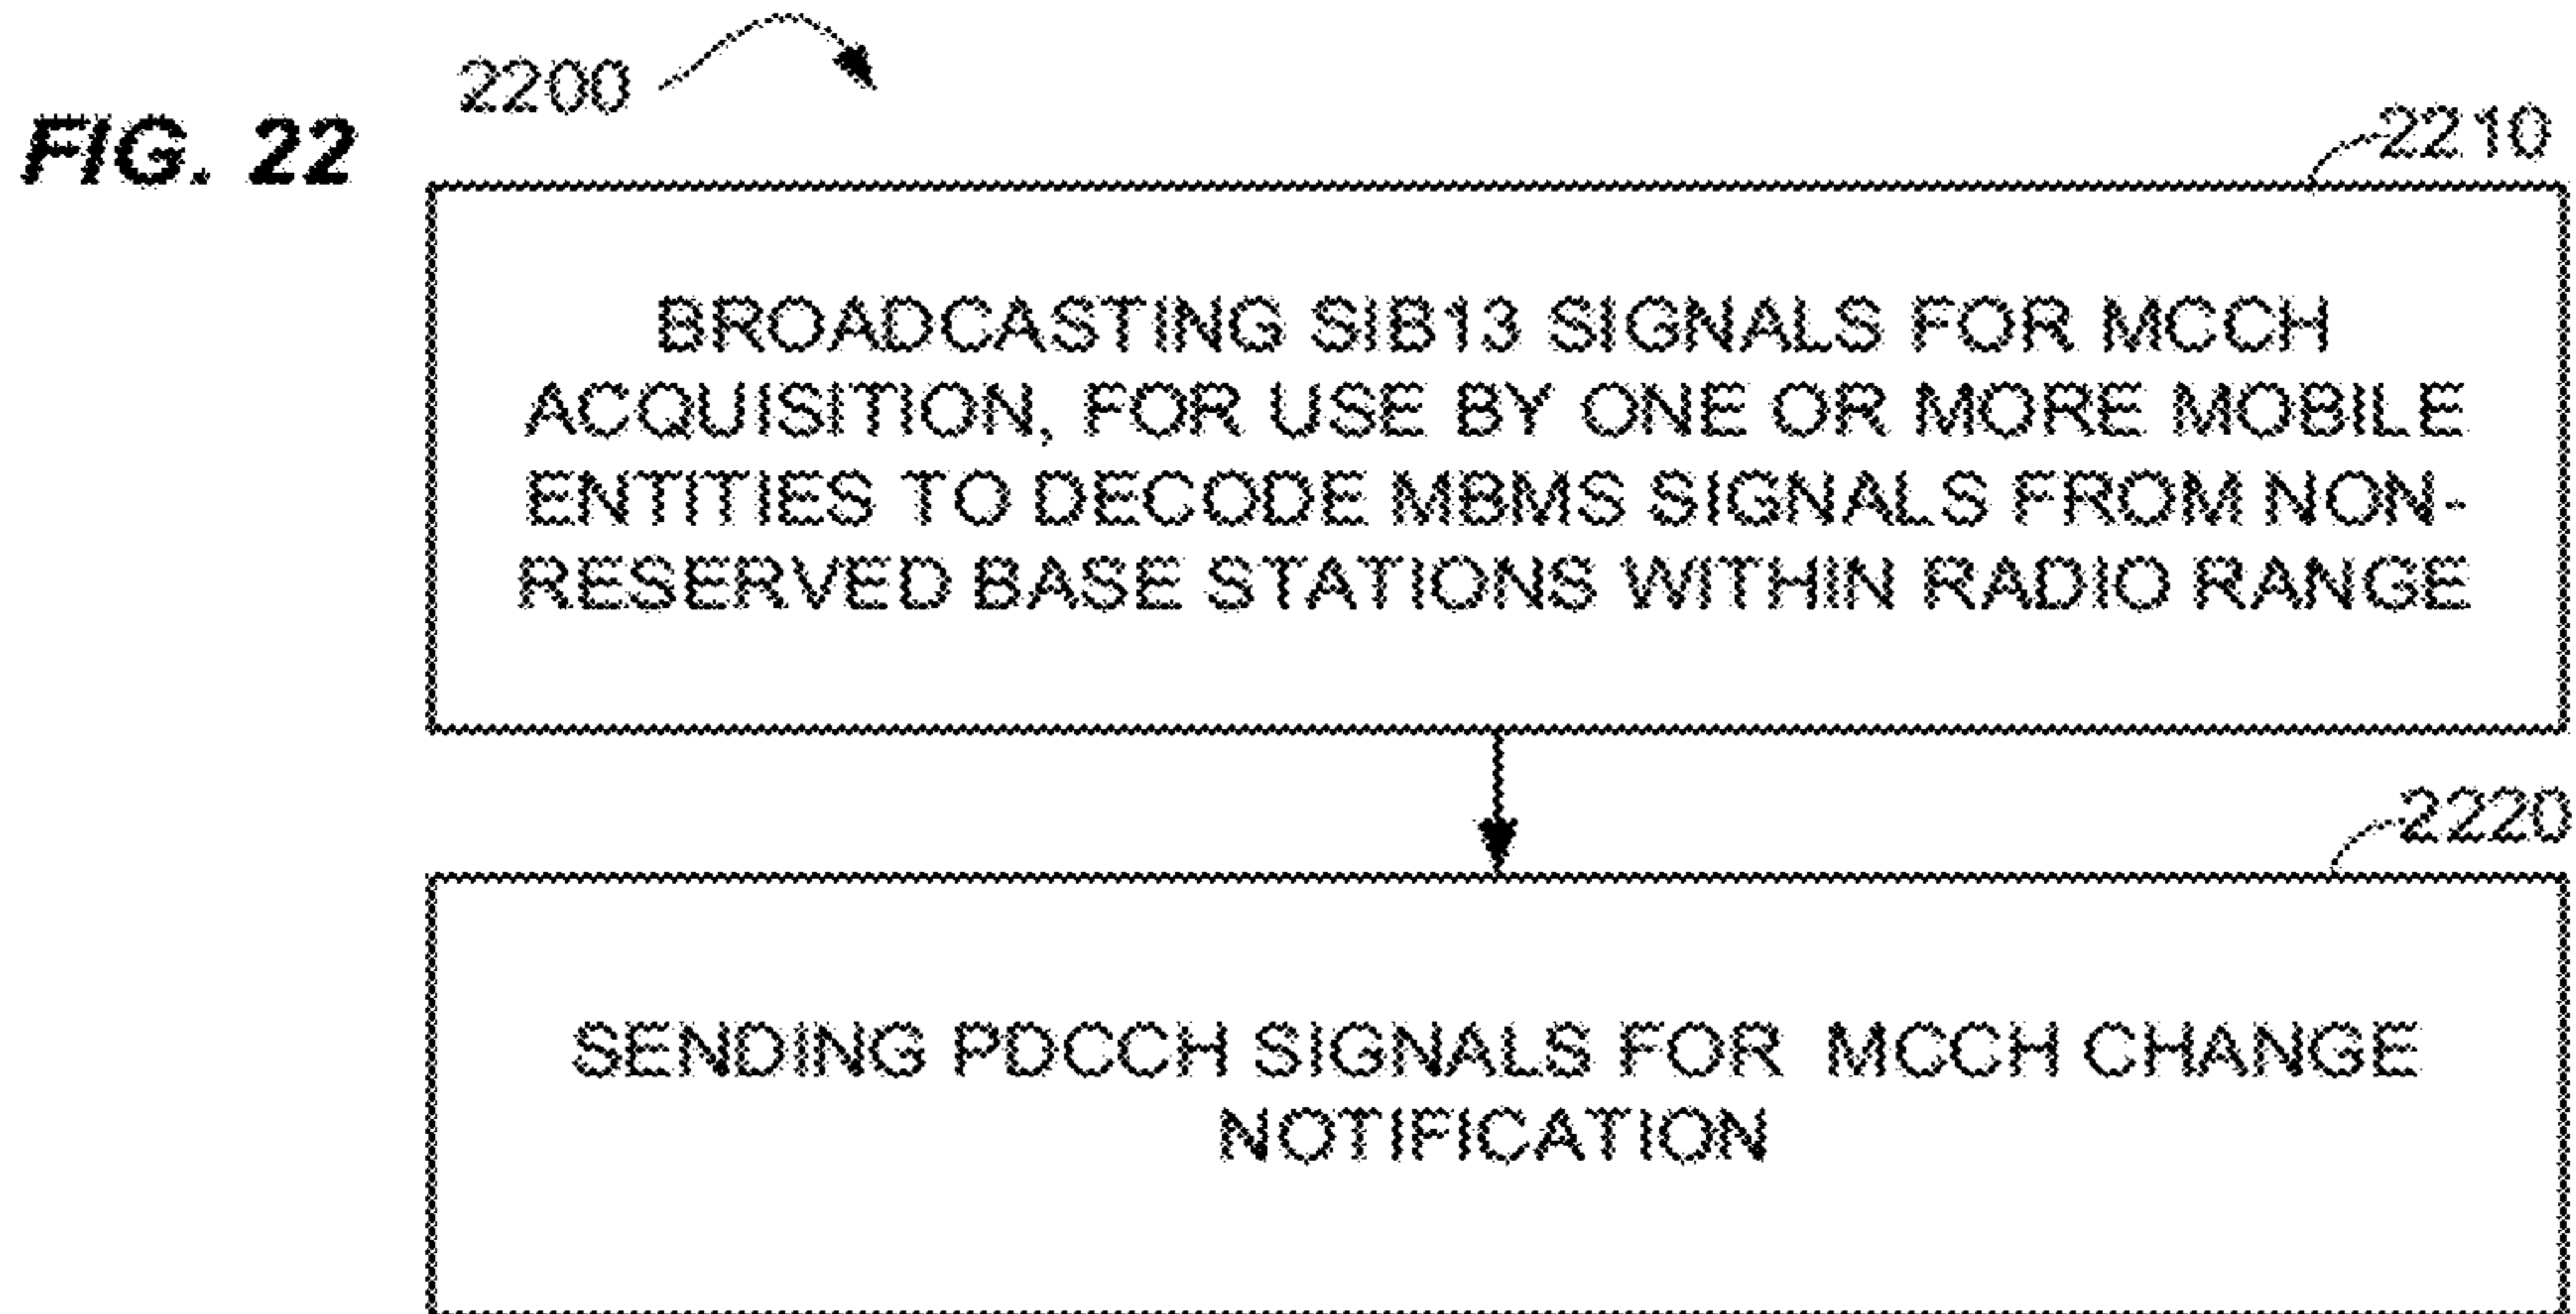 2200
FIG. 22
2210
BROADCASTING SIB13 SIGNALS FOR MCCH
ACQUISITION, FOR USE BY ONE OR MORE MOBILE
ENTITIES TO DECODE MBMS SIGNALS FROM NON-
RESERVED BASE STATIONS WITHIN RADIO RANGE
2220
SENDING PDCCH SIGNALS FOR MCCH CHANGE
NOTIFICATION